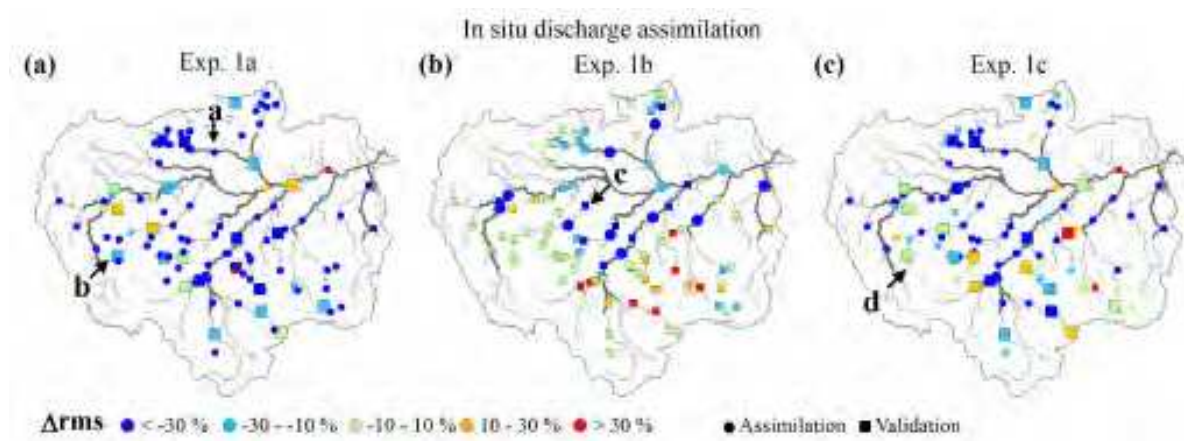 In situ discharge assimilation
(a) Exp. 1a (b) Exp. 1b (c) Exp. 1c
a
c
b
d
Δrms < -30 % -30 - -10 % -10 - 10 % 10 - 30 % > 30 % Assimilation Validation